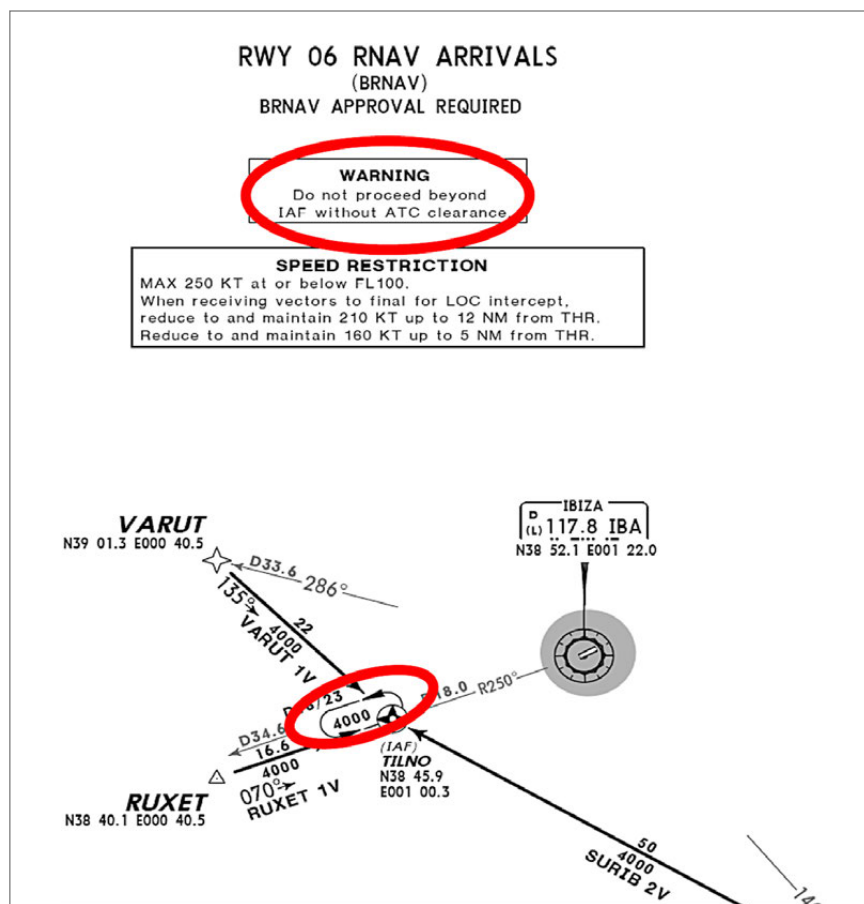 RWY 06 RNAV ARRIVALS
(BRNAV)
BRNAV APPROVAL REQUIRED
WARNING
Do not proceed beyond
IAF without ATC clearance.
SPEED RESTRICTION
MAX 250 KT at or below FL100.
When receiving vectors to final for LOC intercept,
reduce to and maintain 210 KT up to 12 NM from THR.
Reduce to and maintain 160 KT up to 5 NM from THR.
IBIZA
D
(L) 117.8 IBA
N38 52.1 E001 22.0
VARUT
N39 01.3 E000 40.5
D33.6
286°
135°
22
4000
VARUT 1V
4000
R250°
D34.6
16.6
4000
070°
RUXET 1V
(IAF)
TILNO
N38 45.9
E001 00.3
RUXET
N38 40.1 E000 40.5
50
4000
SURIB 2V